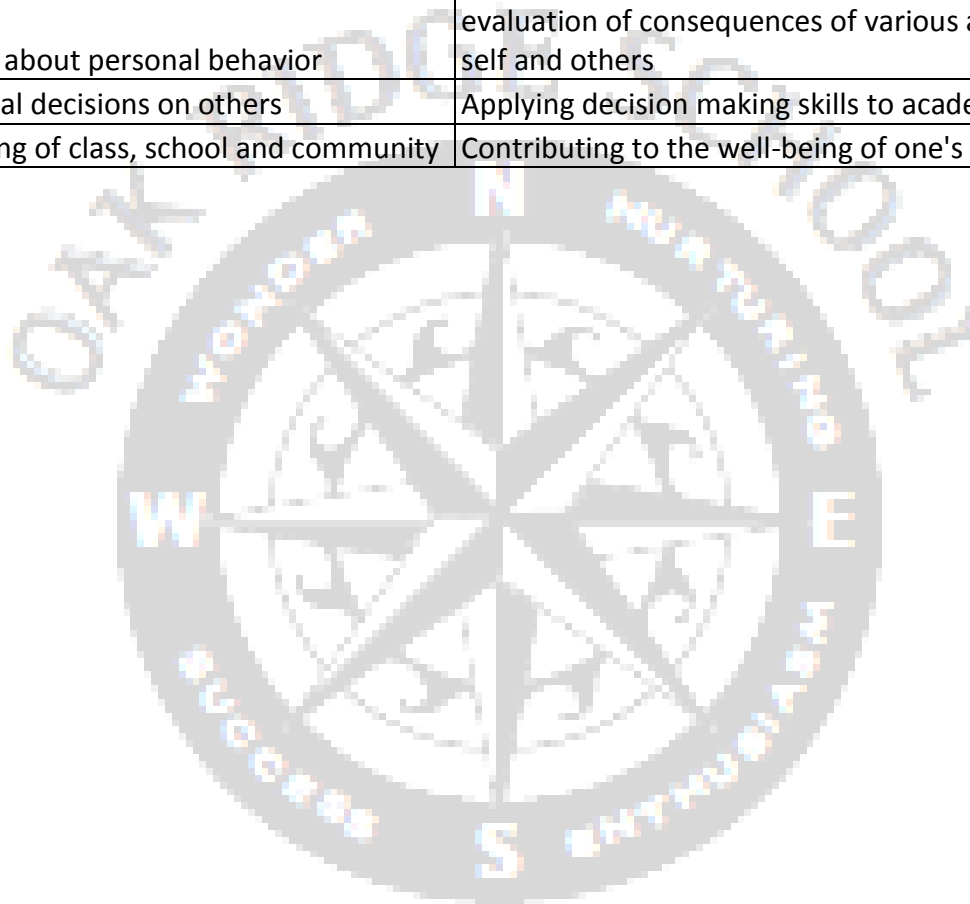 evaluation of consequences of various
about personal behavior
self and others
al decisions on others
Applying decision making skills to
ng of class, school and community
Contributing to the well-being of one's
OAK RIDGE SCHOOL
N
WONDER
NURTURING
W
E
SUCCESS
ENTHUSIASM
S